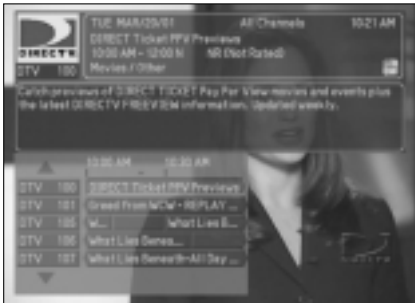 TUE MAR/20/01 All Channels 10:21 AM
DIRECT Ticket PPV Previews
10:00 AM - 12:00 N NR (Not Rated)
Movies / Other
DIRECTV
DTV 100
Catch previews of DIRECT TICKET Pay Per View movies and events plus
the latest DIRECTV FREEVIEW information. Updated weekly.
10:00 AM 10:30 AM
DTV 100 DIRECT Ticket PPV Previews
DTV 101 Greed from WCW - REPLAY ...
DTV 105 W... What Lies B...
DTV 106 What Lies Benea...
DTV 107 What Lies Beneath-All Day ...
DIRECTV